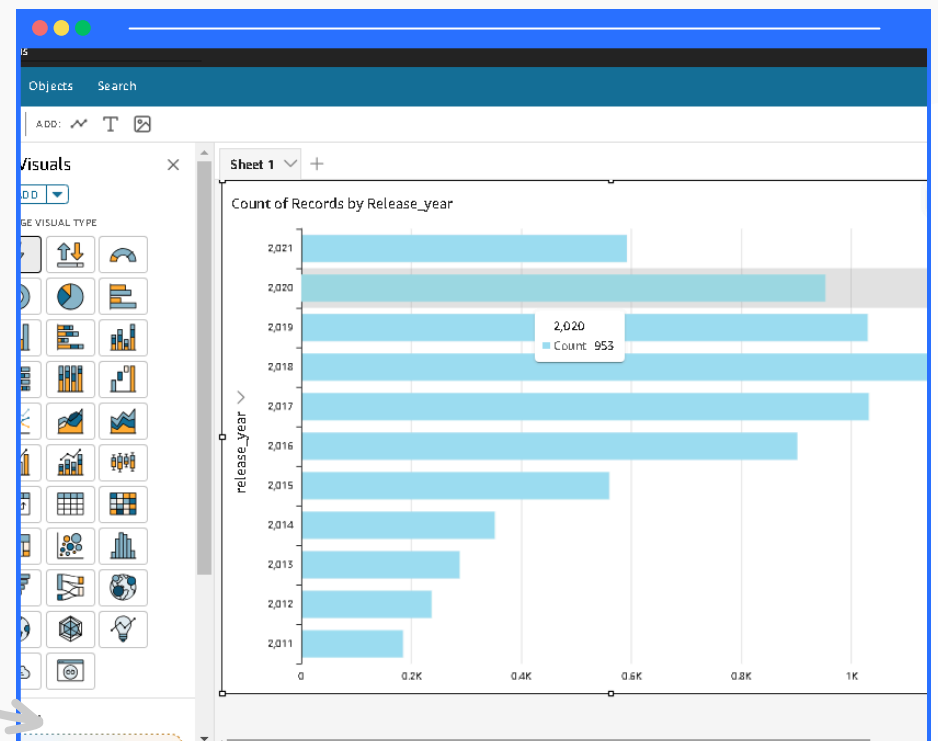 Objects Search
ADD:
Visuals
Sheet 1
GE VISUAL TYPE
Count of Records by Release_year
2,021
2,020
2,019
2,020
Count 953
2,018
2,017
2,016
release_year
2,015
2,014
2,013
2,012
2,011
0 0.2K 0.4K 0.6K 0.8K 1K